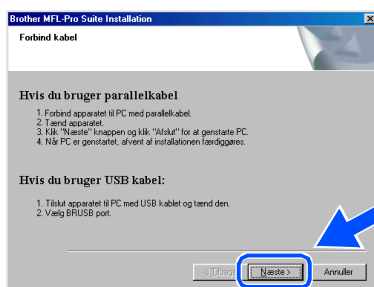 Brother MFL-Pro Suite Installation
Forbind kabel
Hvis du bruger parallelkabel
1. Forbind apparatet til PC med parallelkabel.
2. Tænd apparatet.
3. Klik "Næste" knappen og klik "Afslut" for at genstarte PC.
4. Når PC er genstartet, afvent af installationen færdiggøres.
Hvis du bruger USB kabel:
1. Tilslut apparatet til PC med USB kablet og tænd den.
2. Vælg BRUSB port.
< Tilbage Næste > Annuller